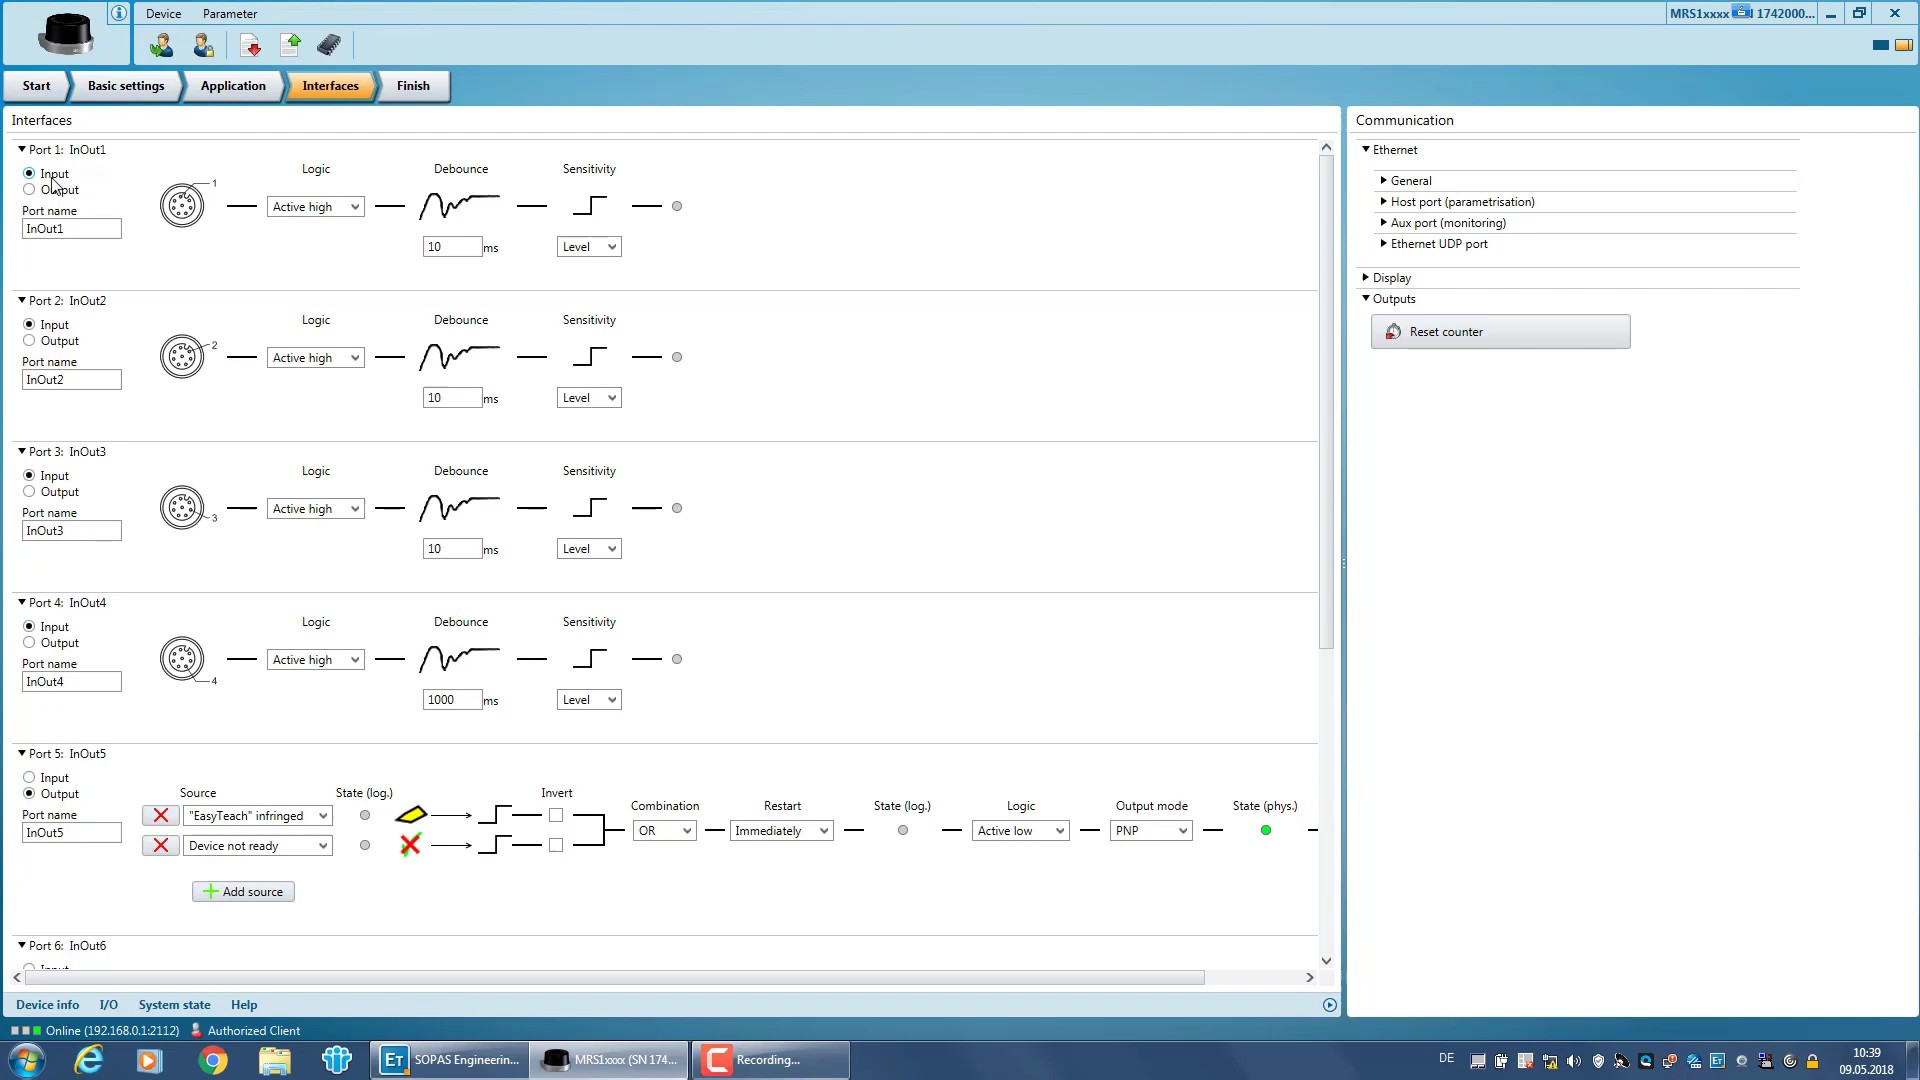 Device Parameter
MRS1xxxx 1742000...
Start Basic settings Application Interfaces Finish
Interfaces
Port 1: InOut1
Input
Output
Port name
InOut1
1
Logic
Active high
Debounce
10 ms
Sensitivity
Level
Port 2: InOut2
Input
Output
Port name
InOut2
2
Logic
Active high
Debounce
10 ms
Sensitivity
Level
Port 3: InOut3
Input
Output
Port name
InOut3
3
Logic
Active high
Debounce
10 ms
Sensitivity
Level
Port 4: InOut4
Input
Output
Port name
InOut4
4
Logic
Active high
Debounce
1000 ms
Sensitivity
Level
Port 5: InOut5
Input
Output
Port name
InOut5
Source State (log.) Invert
"EasyTeach" infringed
Device not ready
Add source
Combination
OR
Restart
Immediately
State (log.)
Logic
Active low
Output mode
PNP
State (phys.)
Port 6: InOut6
Input
Communication
Ethernet
General
Host port (parametrisation)
Aux port (monitoring)
Ethernet UDP port
Display
Outputs
Reset counter
Device info I/O System state Help
Online (192.168.0.1:2112) Authorized Client
ET SOPAS Engineerin... MRS1xxxx (SN 174... Recording...
DE
10:39
09.05.2018